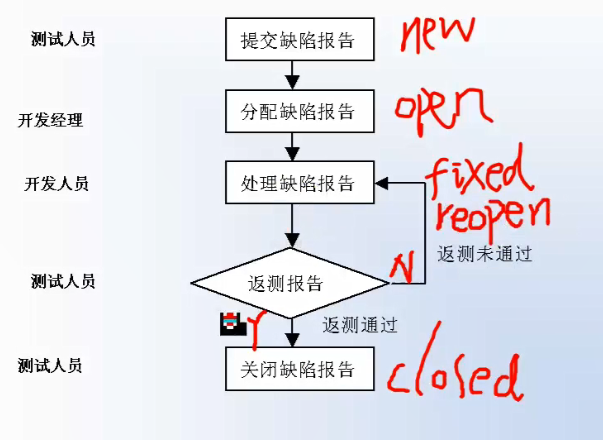 测试人员 提交缺陷报告 new
开发经理 分配缺陷报告 open
开发人员 处理缺陷报告 fixed
reopen
返测未通过
测试人员 返测报告 N
Y 返测通过
测试人员 关闭缺陷报告 closed